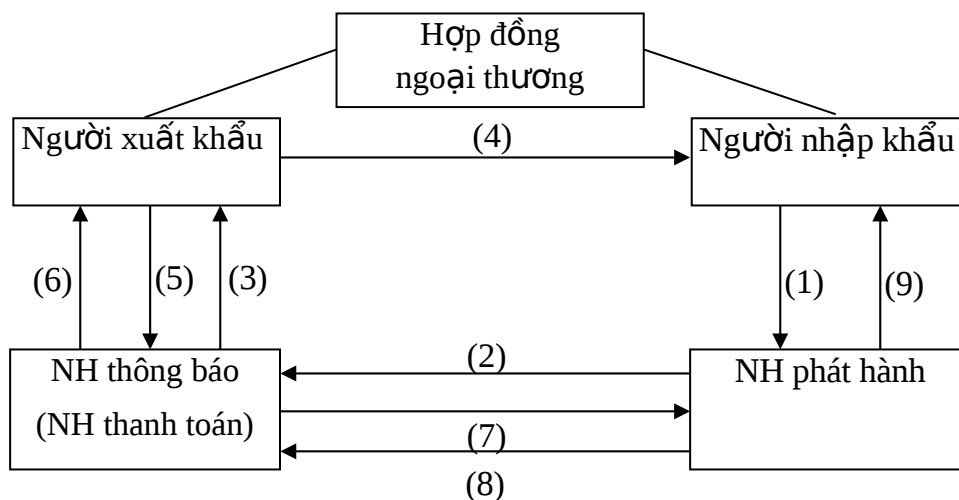 Hợp đồng
ngoại thương
Người xuất khẩu
(4)
Người nhập khẩu
(6)
(5)
(3)
(1)
(9)
NH thông báo
(NH thanh toán)
(2)
NH phát hành
(7)
(8)